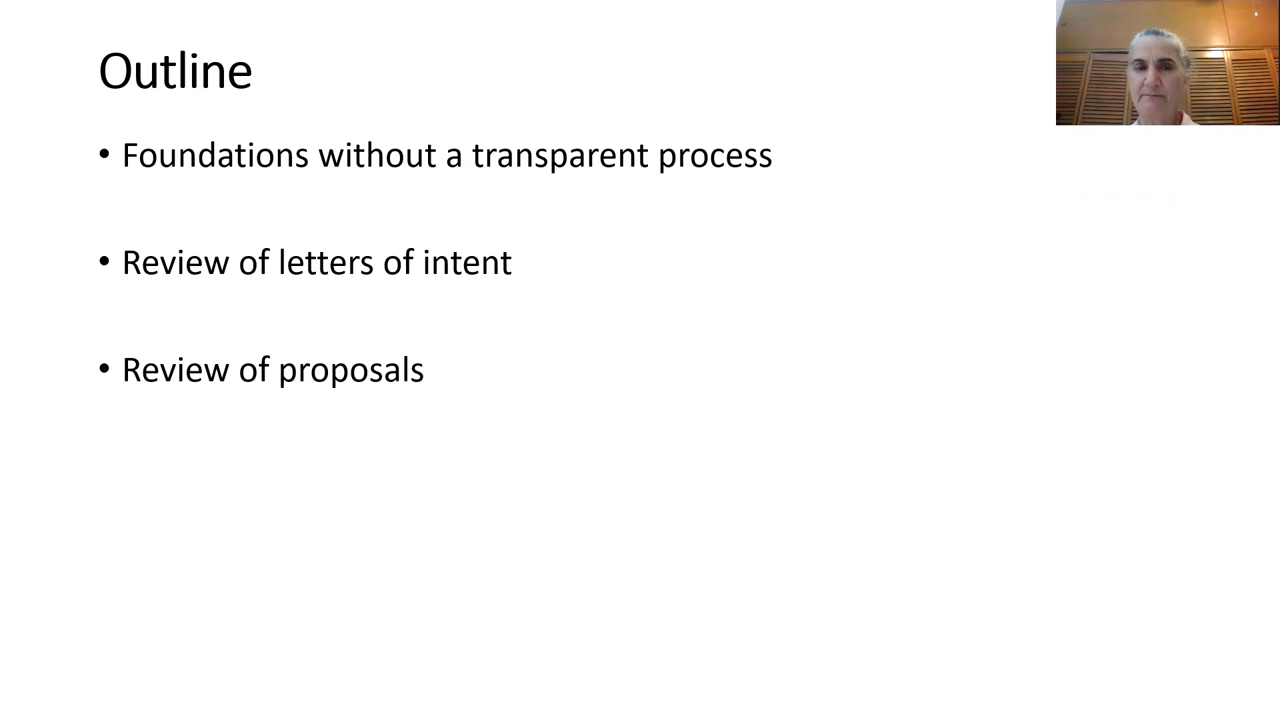 Outline
• Foundations without a transparent process
• Review of letters of intent
• Review of proposals